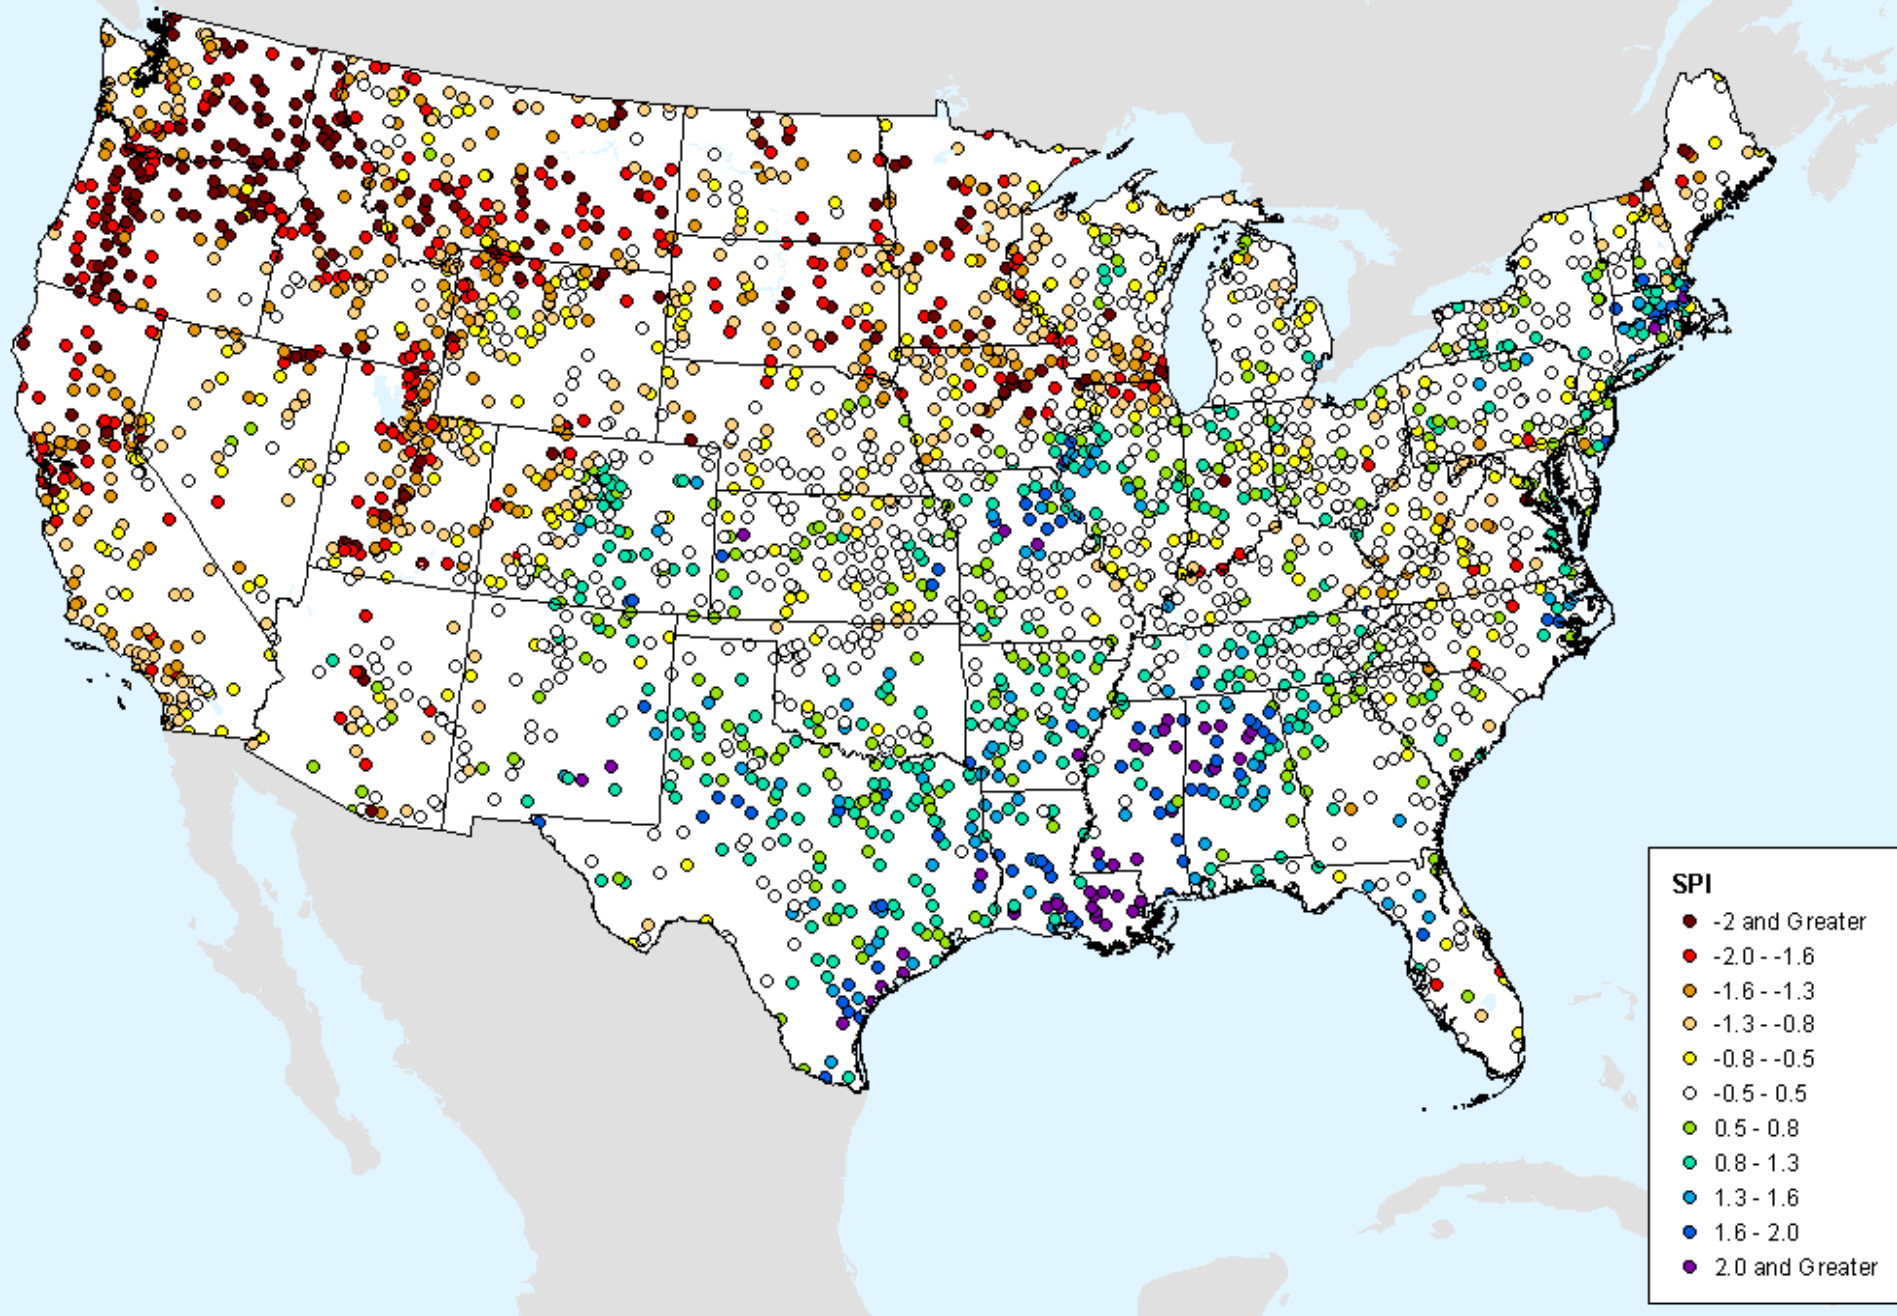 SPI
-2 and Greater
-2.0 - -1.6
-1.6 - -1.3
-1.3 - -0.8
-0.8 - -0.5
-0.5 - 0.5
0.5 - 0.8
0.8 - 1.3
1.3 - 1.6
1.6 - 2.0
2.0 and Greater